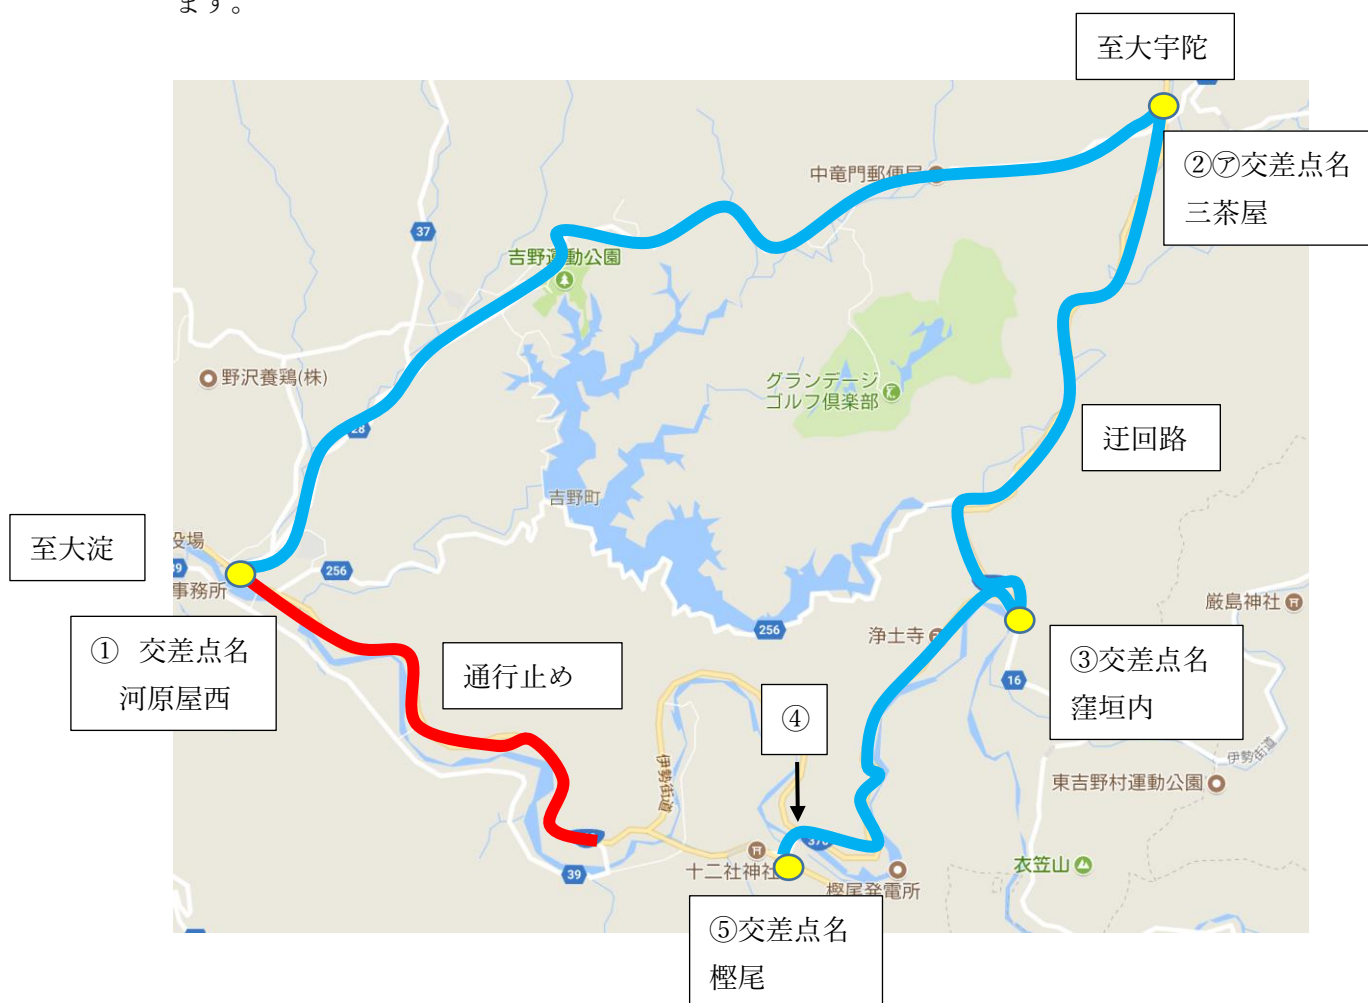 ます。
至大宇陀
②㋐交差点名
三茶屋
中竜門郵便局
37
吉野運動公園
野沢養鶏(株)
グランデージ
ゴルフ倶楽部
28
迂回路
吉野町
至大淀
役場
39
事務所
256
256
厳島神社
浄土寺
① 交差点名
河原屋西
通行止め
③交差点名
窪垣内
16
④
伊勢街道
伊勢街道
東吉野村運動公園
370
十二社神社
39
衣笠山
樫尾発電所
⑤交差点名
樫尾